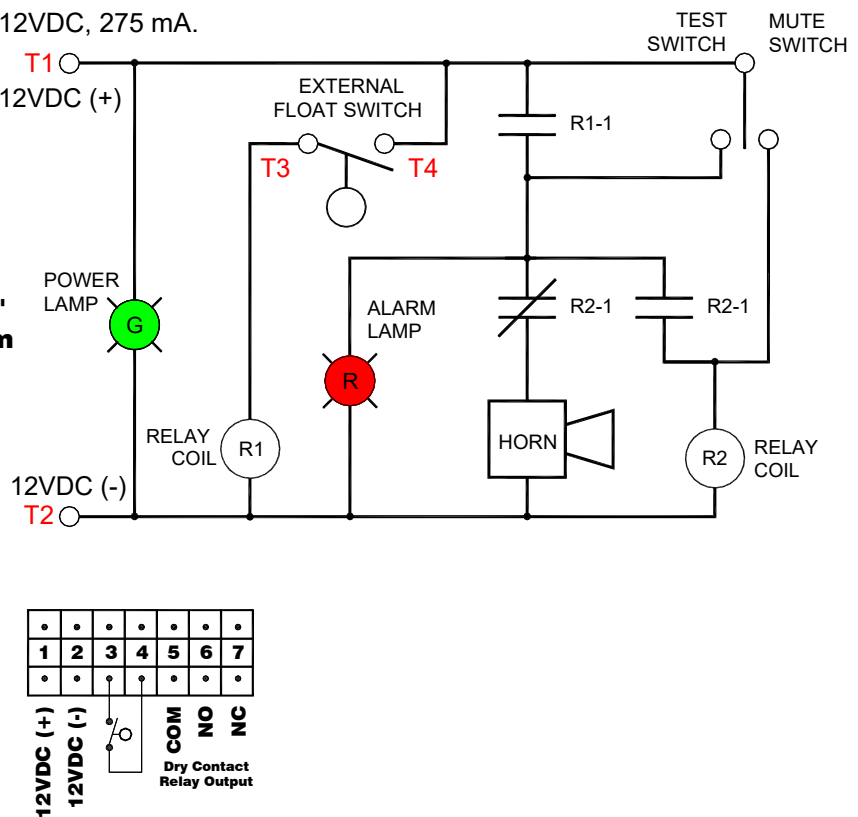 12VDC, 275 mA.
TEST
SWITCH
MUTE
SWITCH
T1
12VDC (+)
EXTERNAL
FLOAT SWITCH
R1-1
T3
T4
POWER
LAMP
G
ALARM
LAMP
R
R2-1
R2-1
RELAY
COIL
R1
HORN
R2
RELAY
COIL
12VDC (-)
T2
1 2 3 4 5 6 7
12VDC (+)
12VDC (-)
COM
NO
NC
Dry Contact
Relay Output